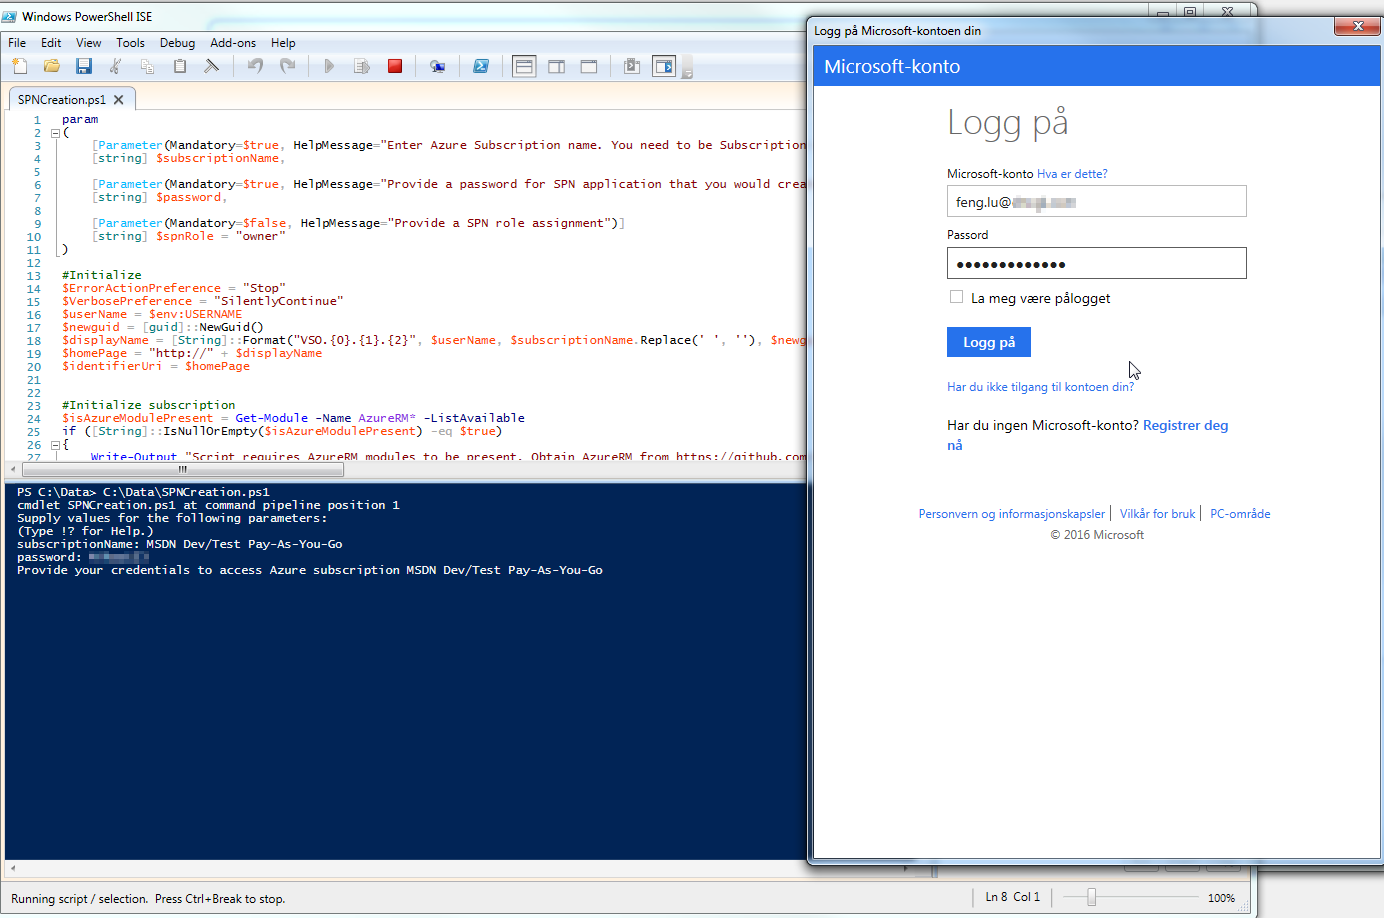 Windows PowerShell ISE
File Edit View Tools Debug Add-ons Help
SPNCreation.ps1
1 param
2 (
3 [Parameter(Mandatory=$true, HelpMessage="Enter Azure Subscription name. You need to be Subscription
4 [string] $subscriptionName,
5
6 [Parameter(Mandatory=$true, HelpMessage="Provide a password for SPN application that you would crea
7 [string] $password,
8
9 [Parameter(Mandatory=$false, HelpMessage="Provide a SPN role assignment")]
10 [string] $spnRole = "owner"
11 )
12
13 #Initialize
14 $ErrorActionPreference = "Stop"
15 $VerbosePreference = "SilentlyContinue"
16 $userName = $env:USERNAME
17 $newguid = [guid]::NewGuid()
18 $displayName = [String]::Format("VSO.{0}.{1}.{2}", $userName, $subscriptionName.Replace(' ', ''), $newg
19 $homePage = "http://" + $displayName
20 $identifierUri = $homePage
21
22
23 #Initialize subscription
24 $isAzureModulePresent = Get-Module -Name AzureRM* -ListAvailable
25 if ([String]::IsNullOrEmpty($isAzureModulePresent) -eq $true)
26 {
27 Write-Output "Script requires AzureRM modules to be present. Obtain AzureRM from https://github.com
PS C:\Data> C:\Data\SPNCreation.ps1
cmdlet SPNCreation.ps1 at command pipeline position 1
Supply values for the following parameters:
(Type !? for Help.)
subscriptionName: MSDN Dev/Test Pay-As-You-Go
password:
Provide your credentials to access Azure subscription MSDN Dev/Test Pay-As-You-Go
Running script / selection. Press Ctrl+Break to stop.
Ln 8 Col 1
100%
Logg på Microsoft-kontoen din
Microsoft-konto
Logg på
Microsoft-konto Hva er dette?
feng.lu@
Passord
La meg være pålogget
Logg på
Har du ikke tilgang til kontoen din?
Har du ingen Microsoft-konto? Registrer deg
nå
Personvern og informasjonskapsler | Vilkår for bruk | PC-område
© 2016 Microsoft